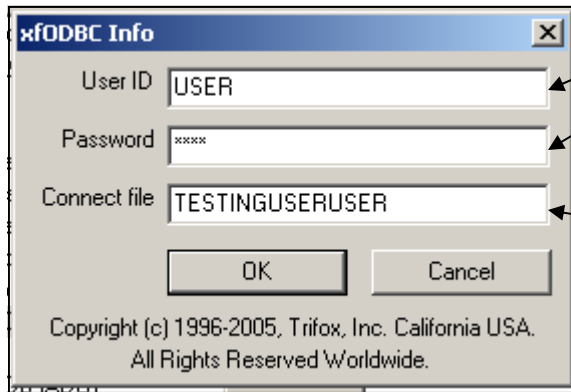 xfODBC Info
User ID USER
Password ****
Connect file TESTINGUSERUSER
OK Cancel
Copyright (c) 1996-2005, Trifox, Inc. California USA.
All Rights Reserved Worldwide.